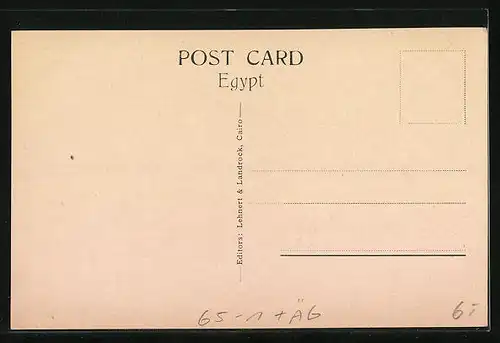 POST CARD
Egypt
Editors: Lehnert & Landrock, Cairo
65-1+ÄG
6,-